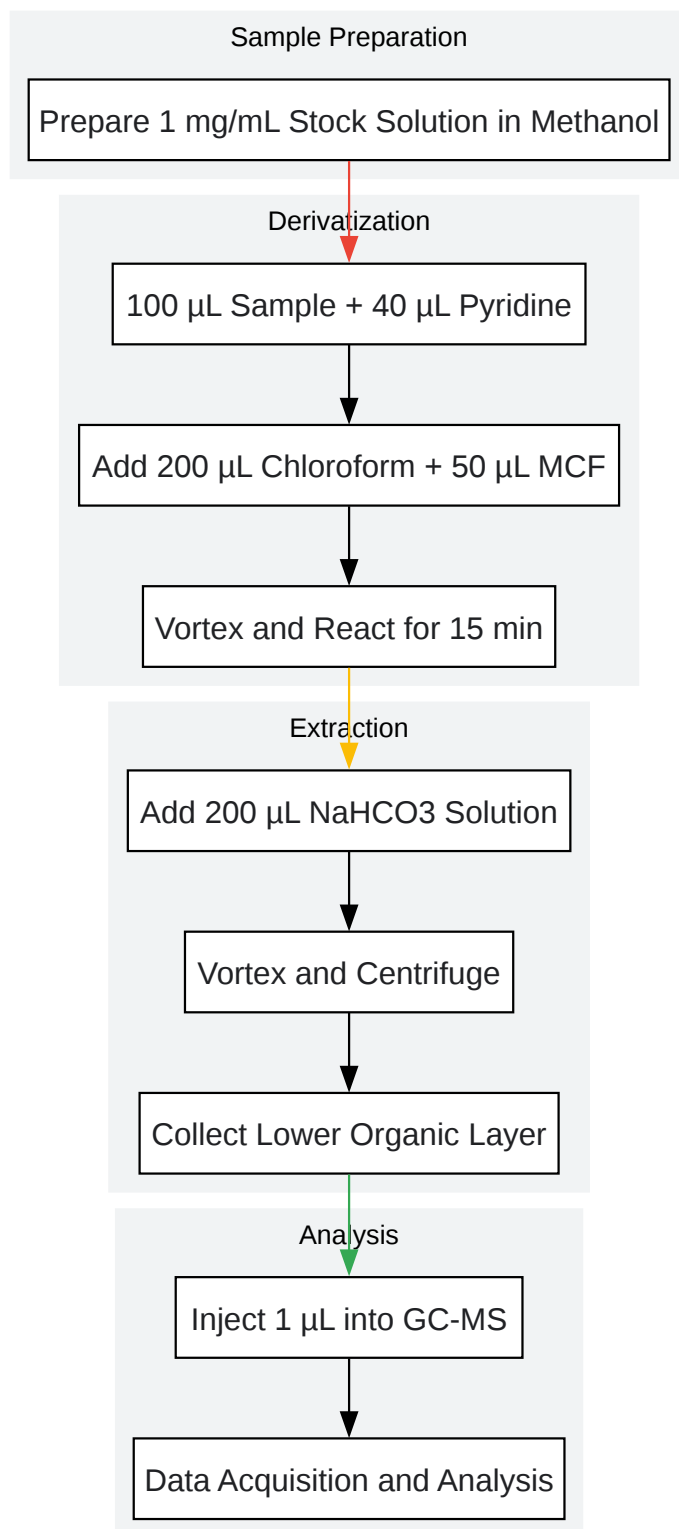 Sample Preparation
Prepare 1 mg/mL Stock Solution in Methanol
Derivatization
100 µL Sample + 40 µL Pyridine
Add 200 µL Chloroform + 50 µL MCF
Vortex and React for 15 min
Extraction
Add 200 µL NaHCO3 Solution
Vortex and Centrifuge
Collect Lower Organic Layer
Analysis
Inject 1 µL into GC-MS
Data Acquisition and Analysis